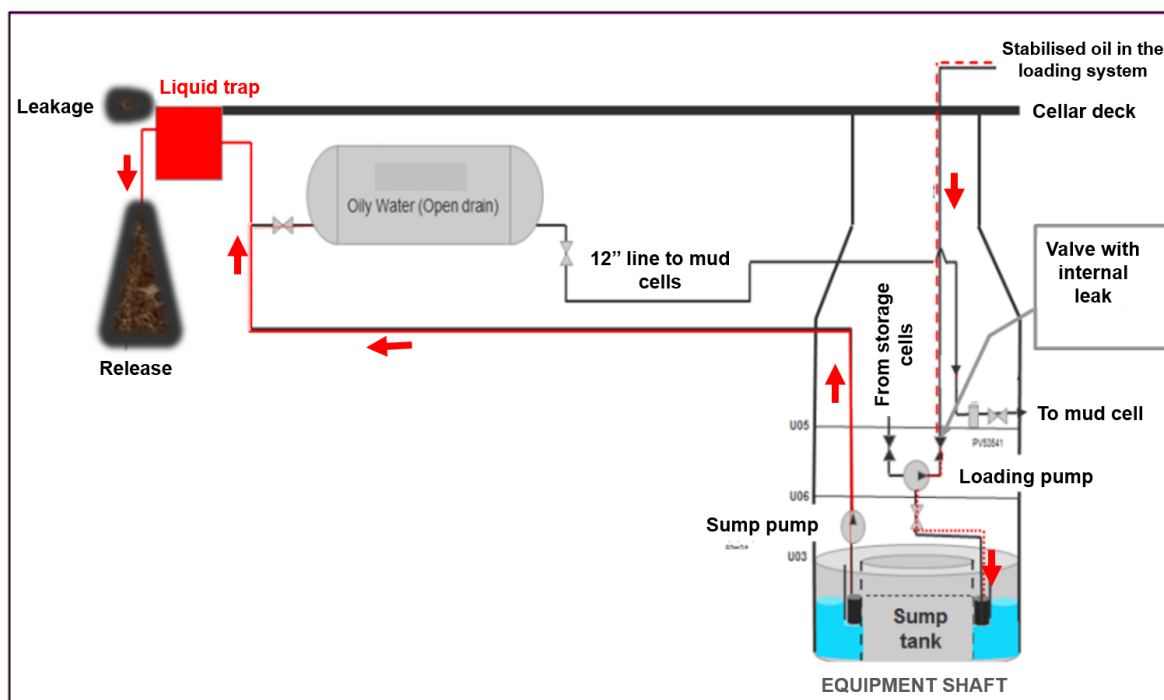 Stabilised oil in the
loading system
Liquid trap
Leakage
Cellar deck
Oily Water (Open drain)
Valve with
internal
leak
12” line to mud
cells
From storage
cells
Release
To mud cell
U05
PV53541
Loading pump
U06
Sump pump
U03
Sump
tank
EQUIPMENT SHAFT